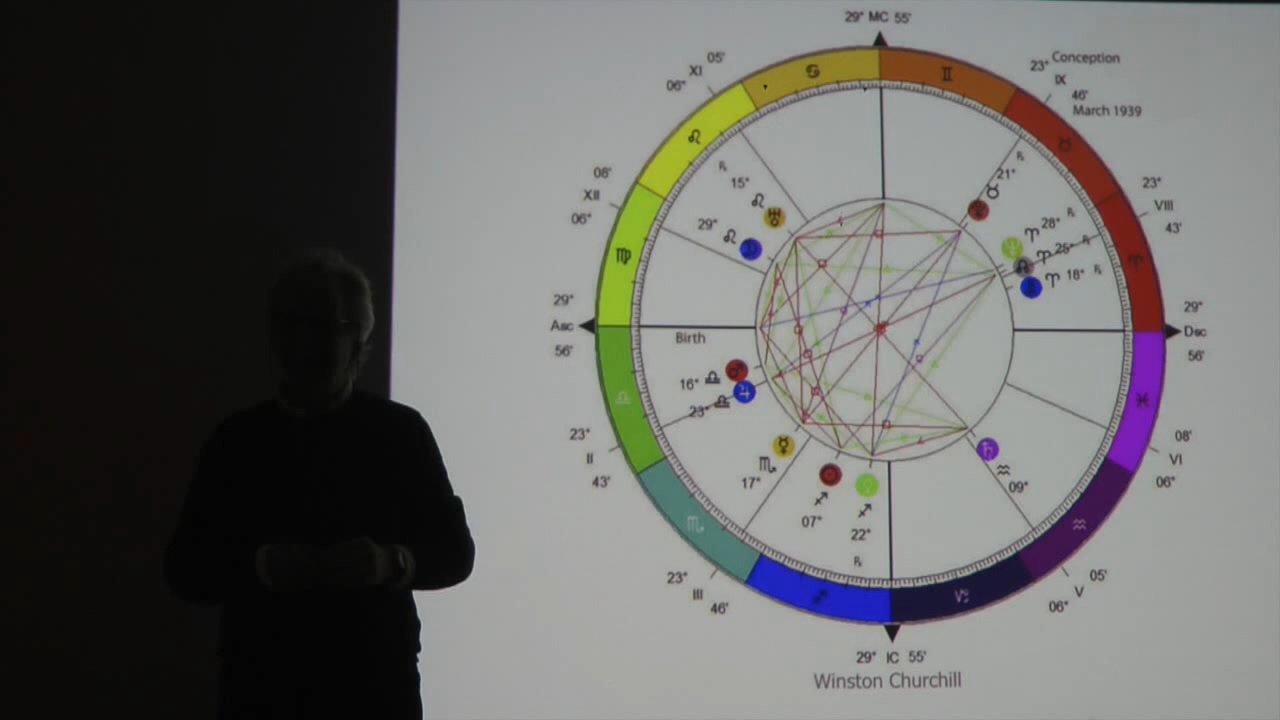 29° MC 55'
05'
XI
06°
23° Conception
IX
46'
March 1939
08'
XII
06°
15°
29°
21°
28°
25°
18°
23°
VIII
43'
29°
Asc
56'
Birth
29°
Dsc
56'
16°
23°
23°
II
43'
17°
07°
22°
09°
08'
VI
06°
23°
III
46'
05'
V
06°
29° IC 55'
Winston Churchill